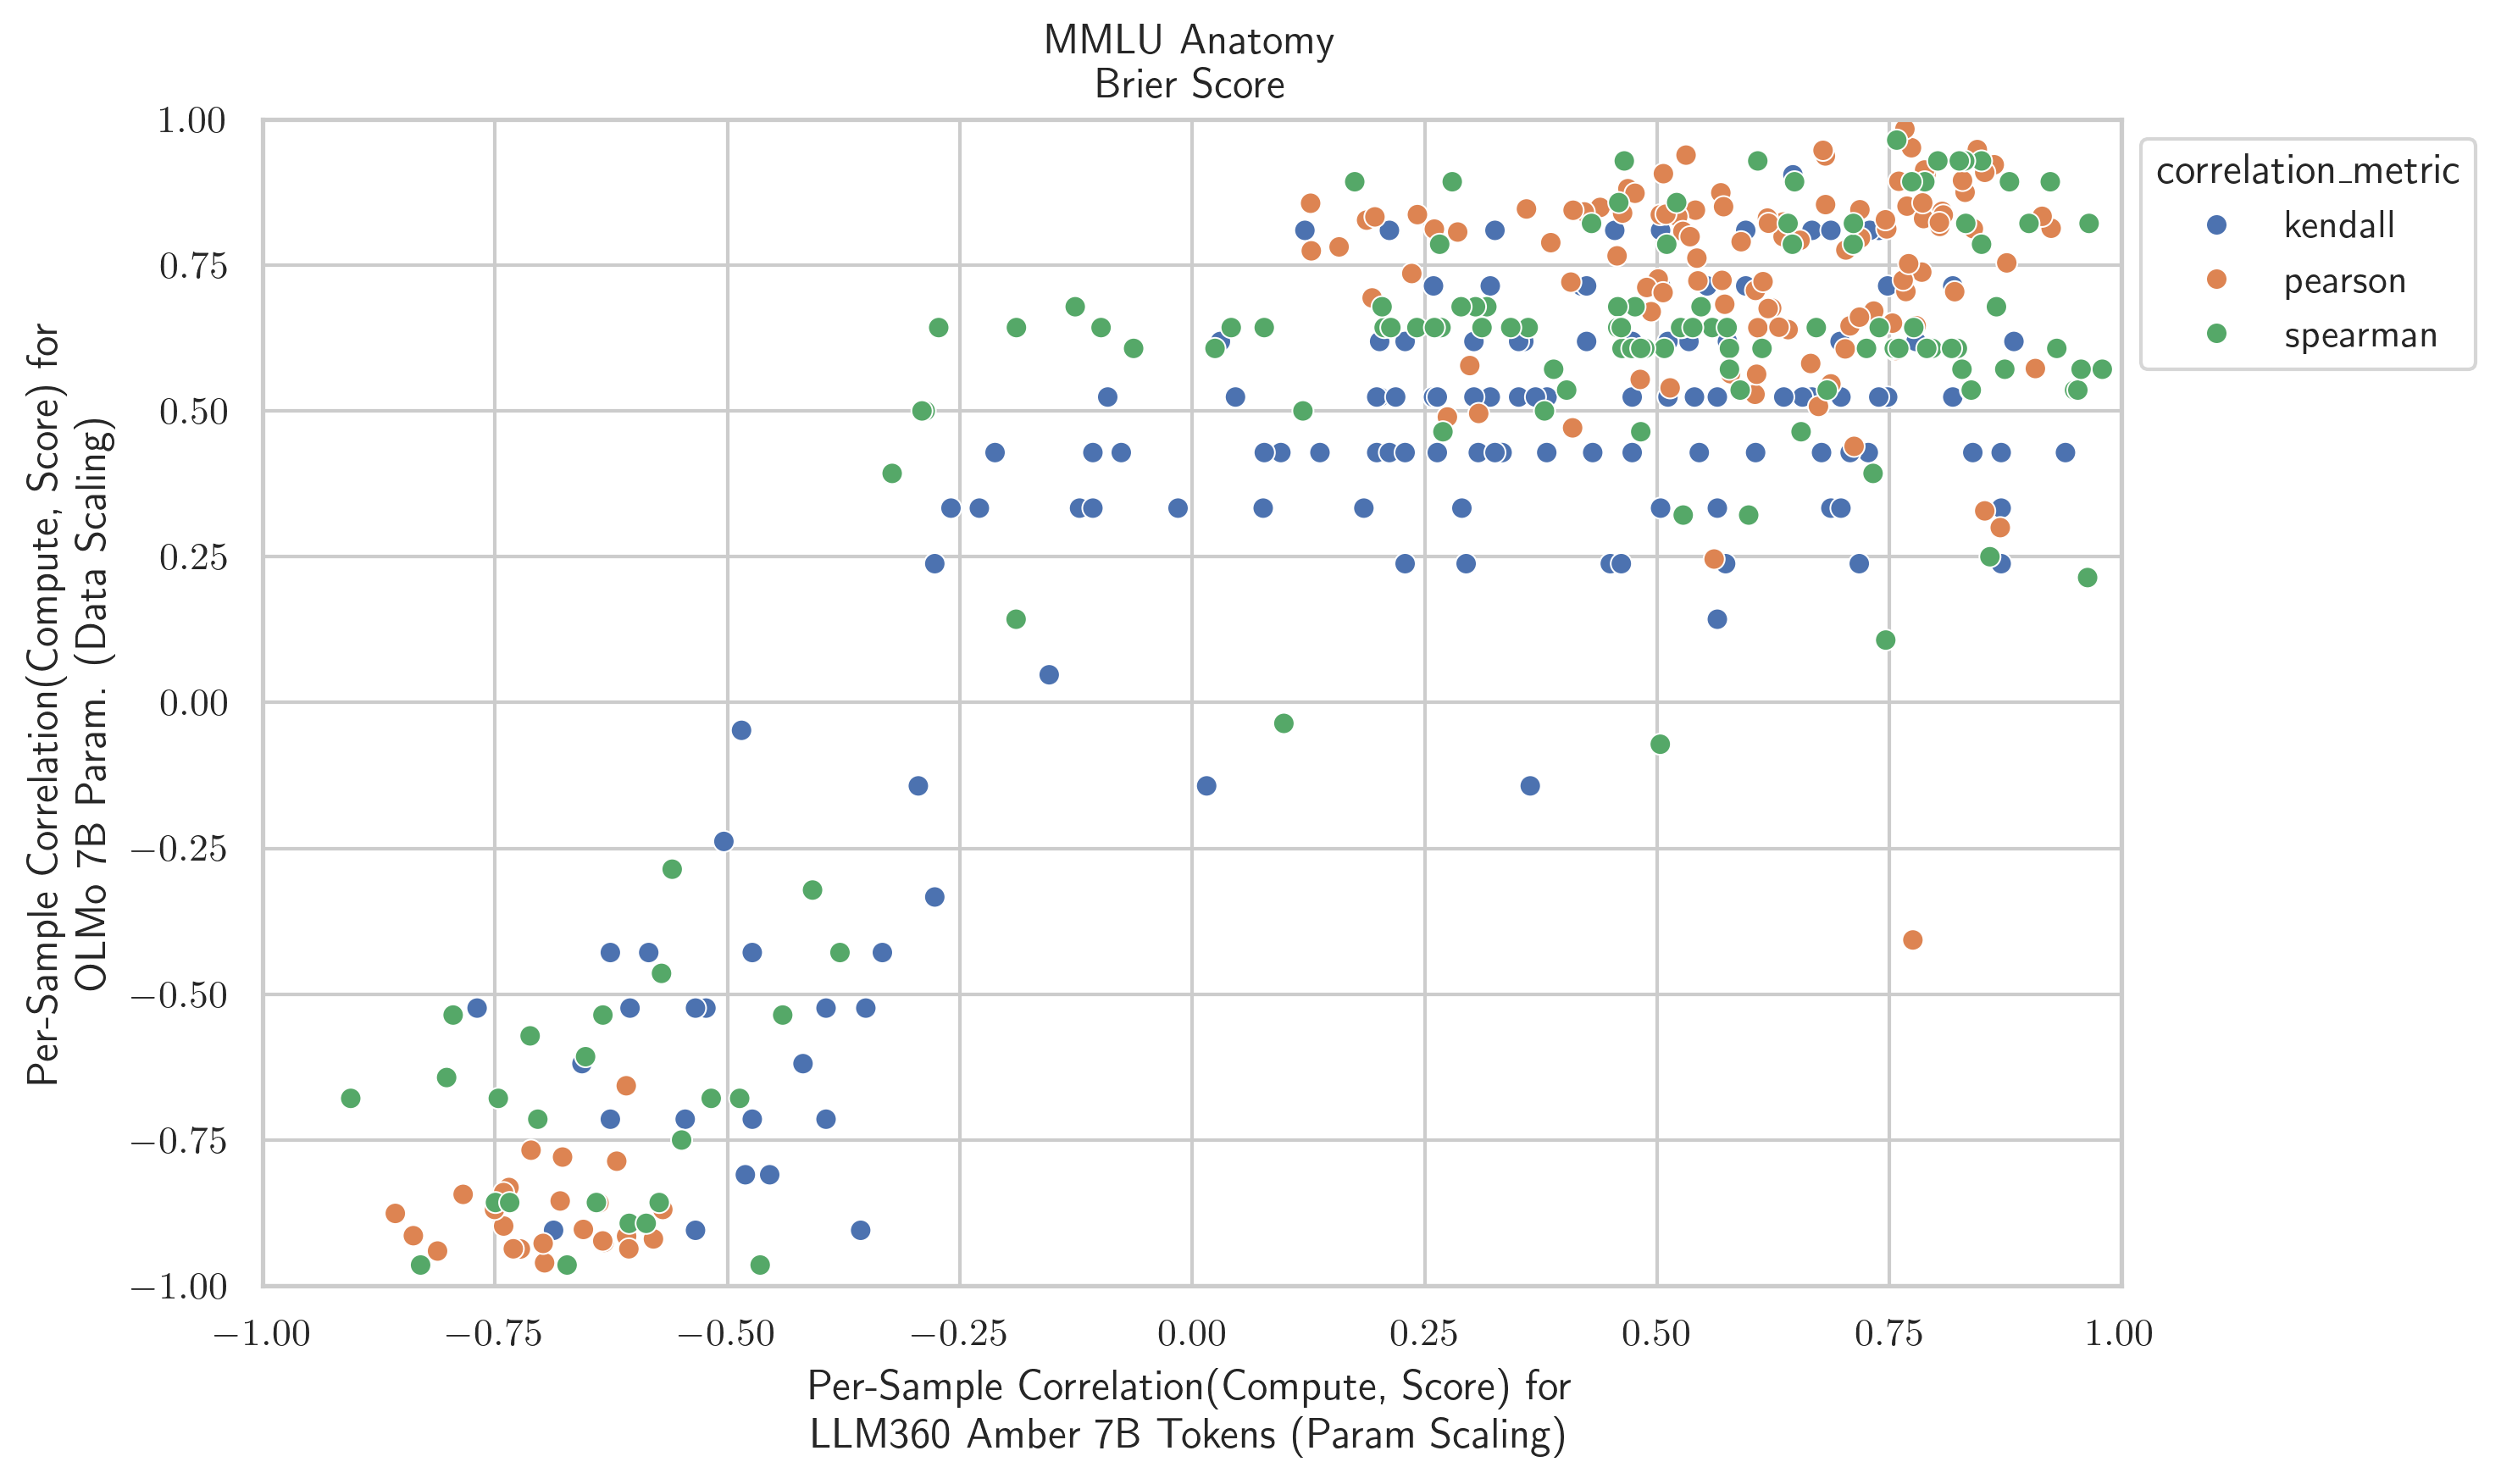 MMLU Anatomy
Brier Score
Per-Sample Correlation(Compute, Score) for
OLMo 7B Param. (Data Scaling)
1.00
0.75
0.50
0.25
0.00
−0.25
−0.50
−0.75
−1.00
−1.00 −0.75 −0.50 −0.25 0.00 0.25 0.50 0.75 1.00
Per-Sample Correlation(Compute, Score) for
LLM360 Amber 7B Tokens (Param Scaling)
correlation_metric
kendall
pearson
spearman